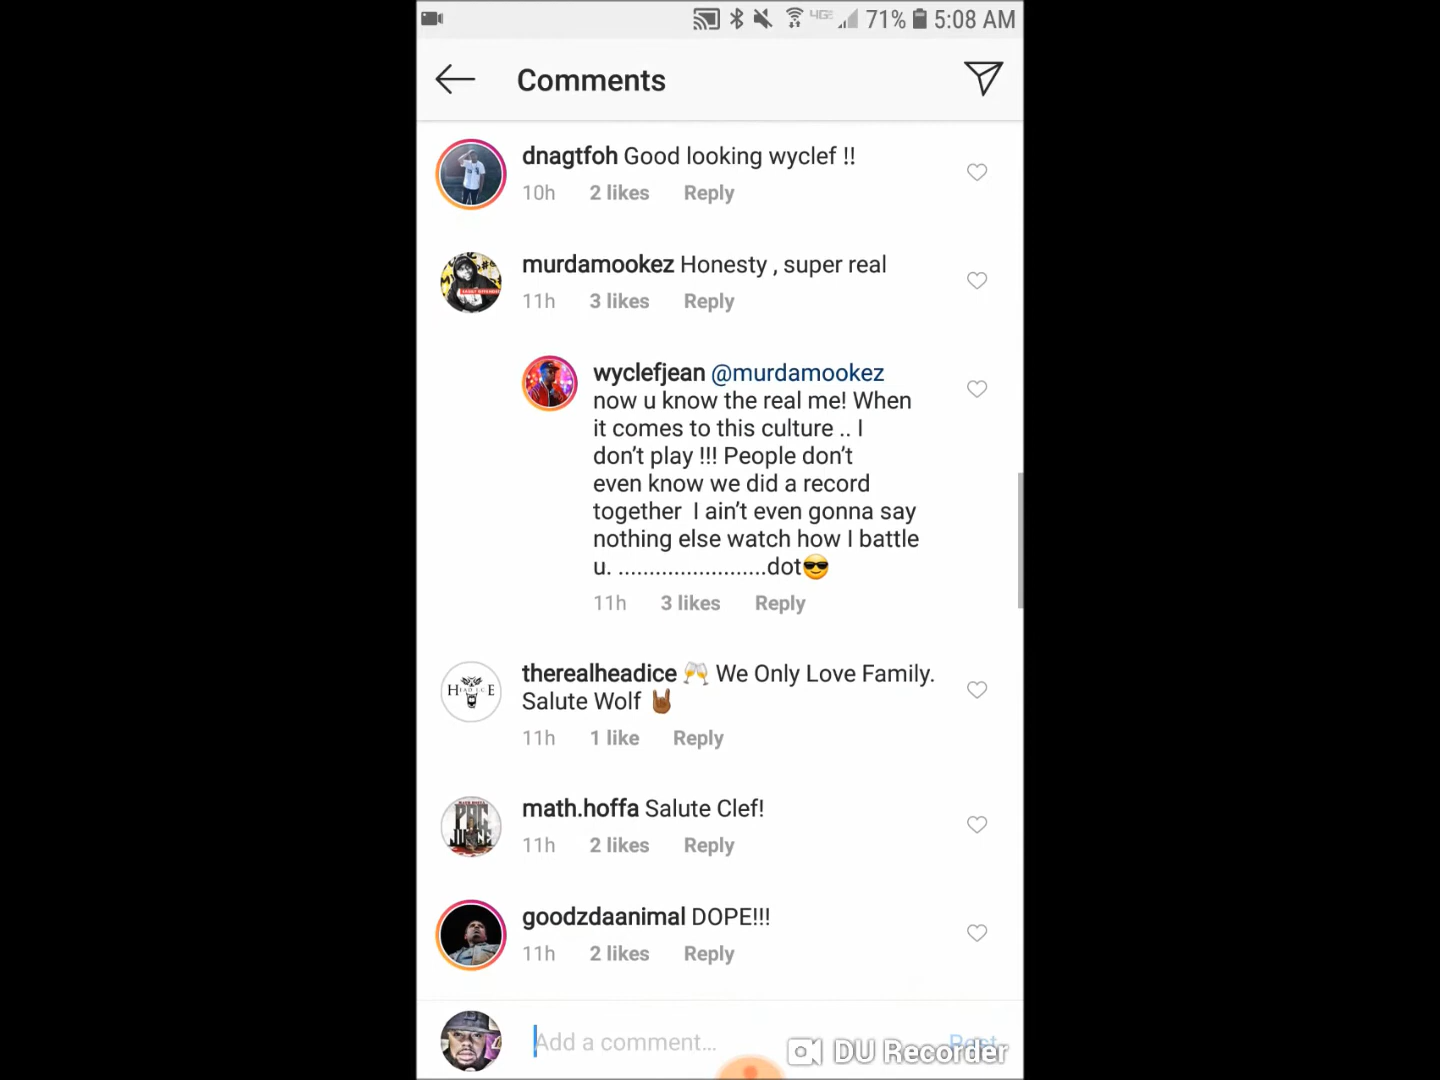 4GE 71% 5:08 AM
Comments
dnagtfoh Good looking wyclef !!
10h 2 likes Reply
murdamookez Honesty , super real
11h 3 likes Reply
wyclefjean @murdamookez
now u know the real me! When
it comes to this culture .. I
don’t play !!! People don’t
even know we did a record
together I ain’t even gonna say
nothing else watch how I battle
u. ........................dot😎
11h 3 likes Reply
therealheadice 🥂 We Only Love Family.
Salute Wolf 🤘🏾
11h 1 like Reply
math.hoffa Salute Clef!
11h 2 likes Reply
goodzdaanimal DOPE!!!
11h 2 likes Reply
Add a comment... Post
DU Recorder